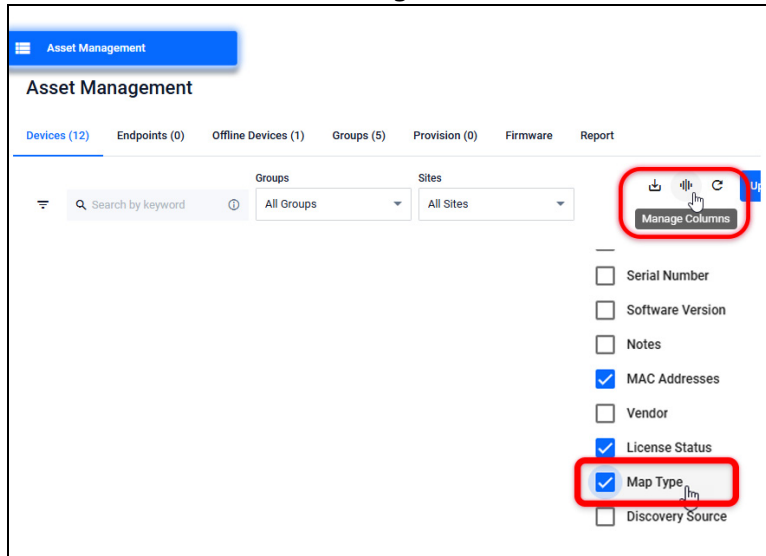 Asset Management
Asset Management
Devices (12) Endpoints (0) Offline Devices (1) Groups (5) Provision (0) Firmware Report
Groups Sites
Search by keyword All Groups All Sites
Manage Columns
Serial Number
Software Version
Notes
MAC Addresses
Vendor
License Status
Map Type
Discovery Source